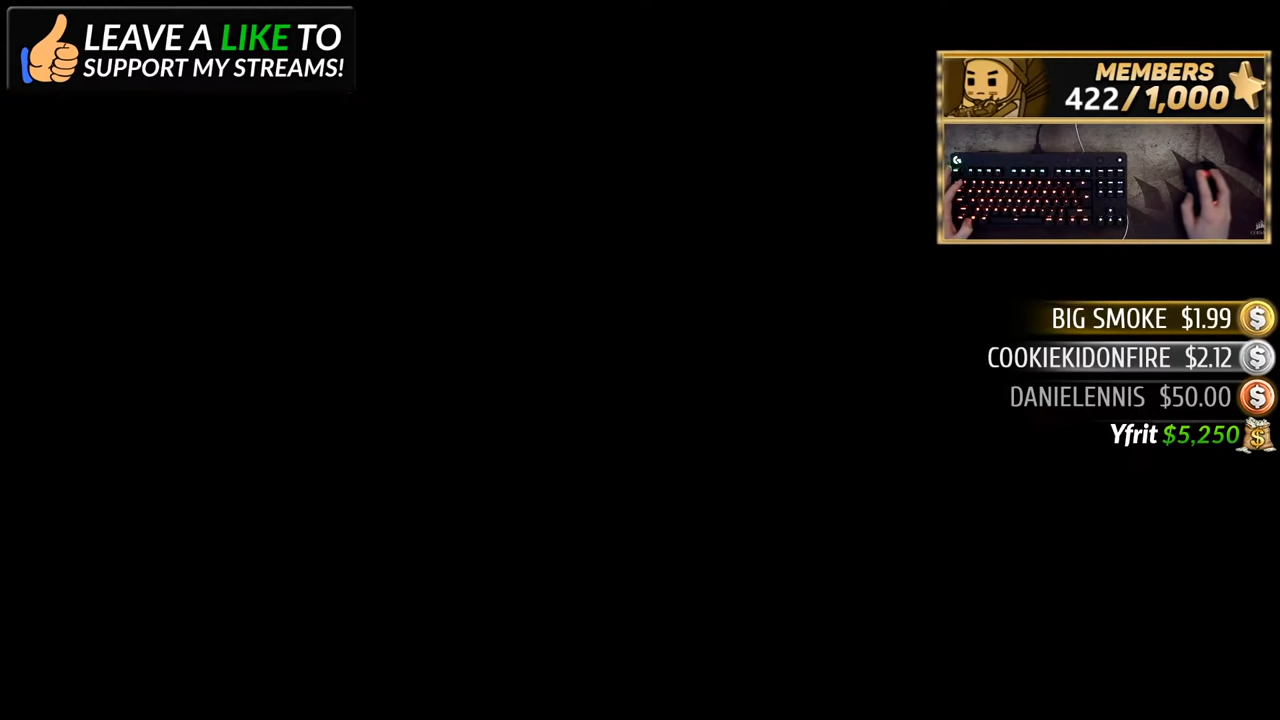 LEAVE A LIKE TO
SUPPORT MY STREAMS!
MEMBERS
422/1,000
BIG SMOKE $1.99
COOKIEKIDONFIRE $2.12
DANIELENNIS $50.00
Yfrit $5,250